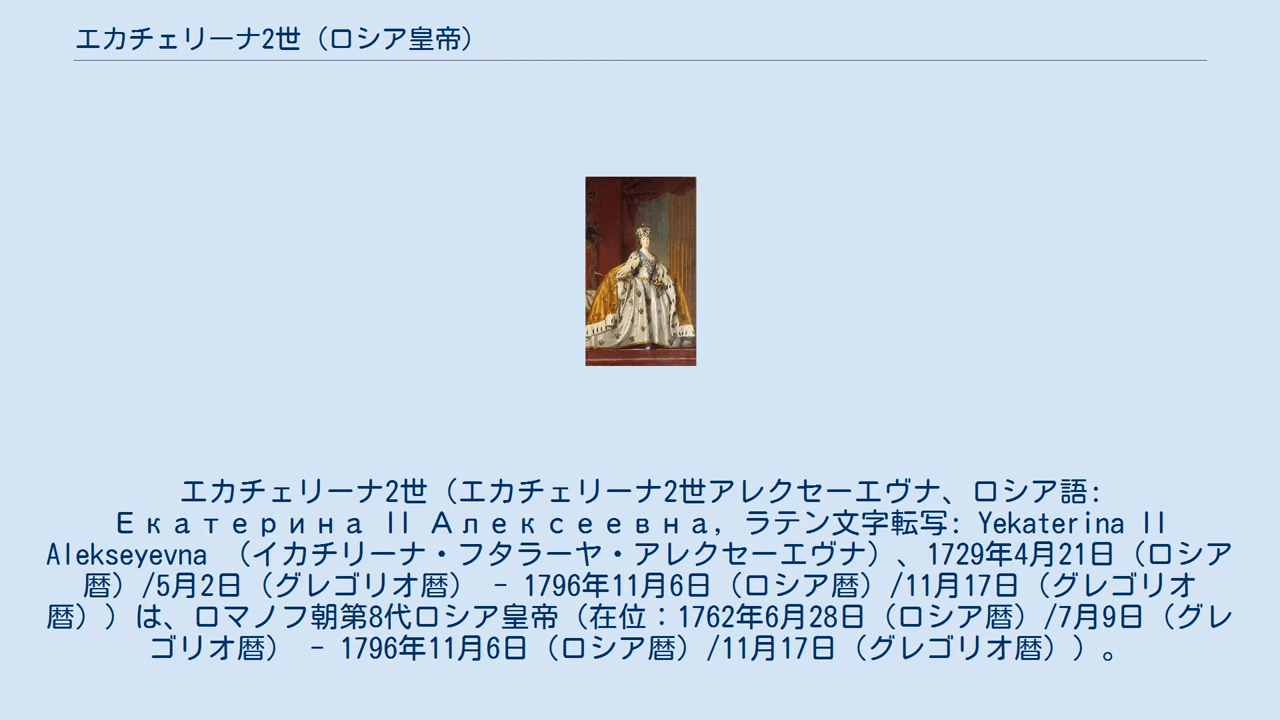 エカチェリーナ2世（ロシア皇帝）
エカチェリーナ2世（エカチェリーナ2世アレクセーエヴナ、ロシア語:
Екатерина II Алексеевна, ラテン文字転写: Yekaterina II
Alekseyevna （イカチリーナ・フタラーヤ・アレクセーエヴナ）、1729年4月21日（ロシア
暦）/5月2日（グレゴリオ暦） - 1796年11月6日（ロシア暦）/11月17日（グレゴリオ
暦））は、ロマノフ朝第8代ロシア皇帝（在位：1762年6月28日（ロシア暦）/7月9日（グレ
ゴリオ暦） - 1796年11月6日（ロシア暦）/11月17日（グレゴリオ暦））。